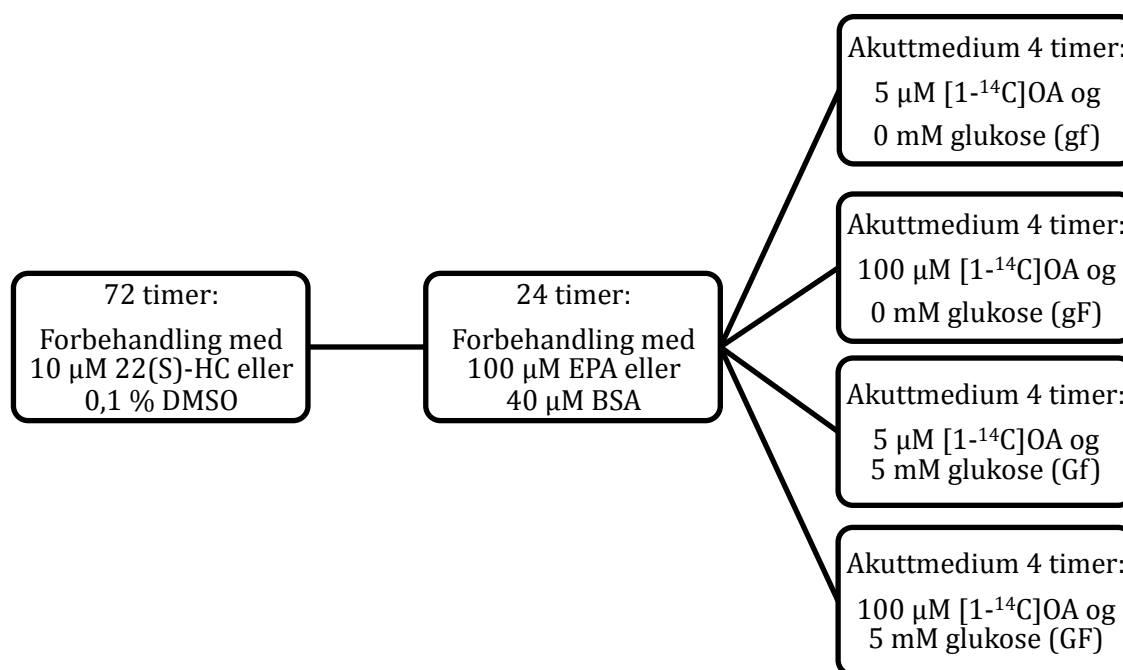 72 timer:
Forbehandling med
10 µM 22(S)-HC eller
0,1 % DMSO
24 timer:
Forbehandling med
100 µM EPA eller
40 µM BSA
Akuttmedium 4 timer:
5 µM [1-¹⁴C]OA og
0 mM glukose (gf)
Akuttmedium 4 timer:
100 µM [1-¹⁴C]OA og
0 mM glukose (gF)
Akuttmedium 4 timer:
5 µM [1-¹⁴C]OA og
5 mM glukose (Gf)
Akuttmedium 4 timer:
100 µM [1-¹⁴C]OA og
5 mM glukose (GF)